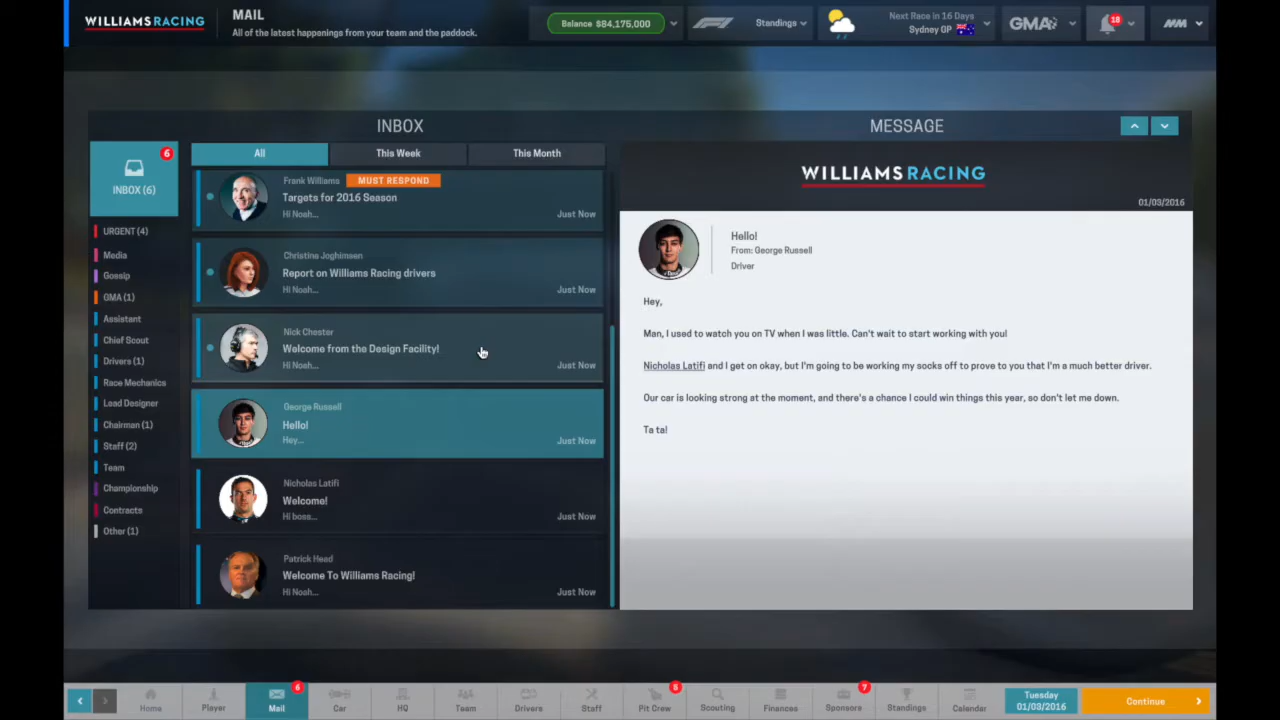 WILLIAMS RACING
MAIL
All of the latest happenings from your team and the paddock.
Balance $84,175,000
Standings
Next Race in 16 Days
Sydney GP
GMA
18
INBOX
MESSAGE
6
INBOX (6)
All
This Week
This Month
URGENT (4)
Media
Gossip
GMA (1)
Assistant
Chief Scout
Drivers (1)
Race Mechanics
Lead Designer
Chairman (1)
Staff (2)
Team
Championship
Contracts
Other (1)
Frank Williams MUST RESPOND
Targets for 2016 Season
Hi Noah...
Just Now
Christina Joghimsen
Report on Williams Racing drivers
Hi Noah...
Just Now
Nick Chester
Welcome from the Design Facility!
Hi Noah...
Just Now
George Russell
Hello!
Hey...
Just Now
Nicholas Latifi
Welcome!
Hi boss...
Just Now
Patrick Head
Welcome To Williams Racing!
Hi Noah...
Just Now
WILLIAMS RACING
01/03/2016
Hello!
From: George Russell
Driver
Hey,
Man, I used to watch you on TV when I was little. Can't wait to start working with you!
Nicholas Latifi and I get on okay, but I'm going to be working my socks off to prove to you that I'm a much better driver.
Our car is looking strong at the moment, and there's a chance I could win things this year, so don't let me down.
Ta ta!
Home
Player
Mail
6
Car
HQ
Team
Drivers
Staff
Pit Crew
5
Scouting
Finances
Sponsors
7
Standings
Calendar
Tuesday
01/03/2016
Continue